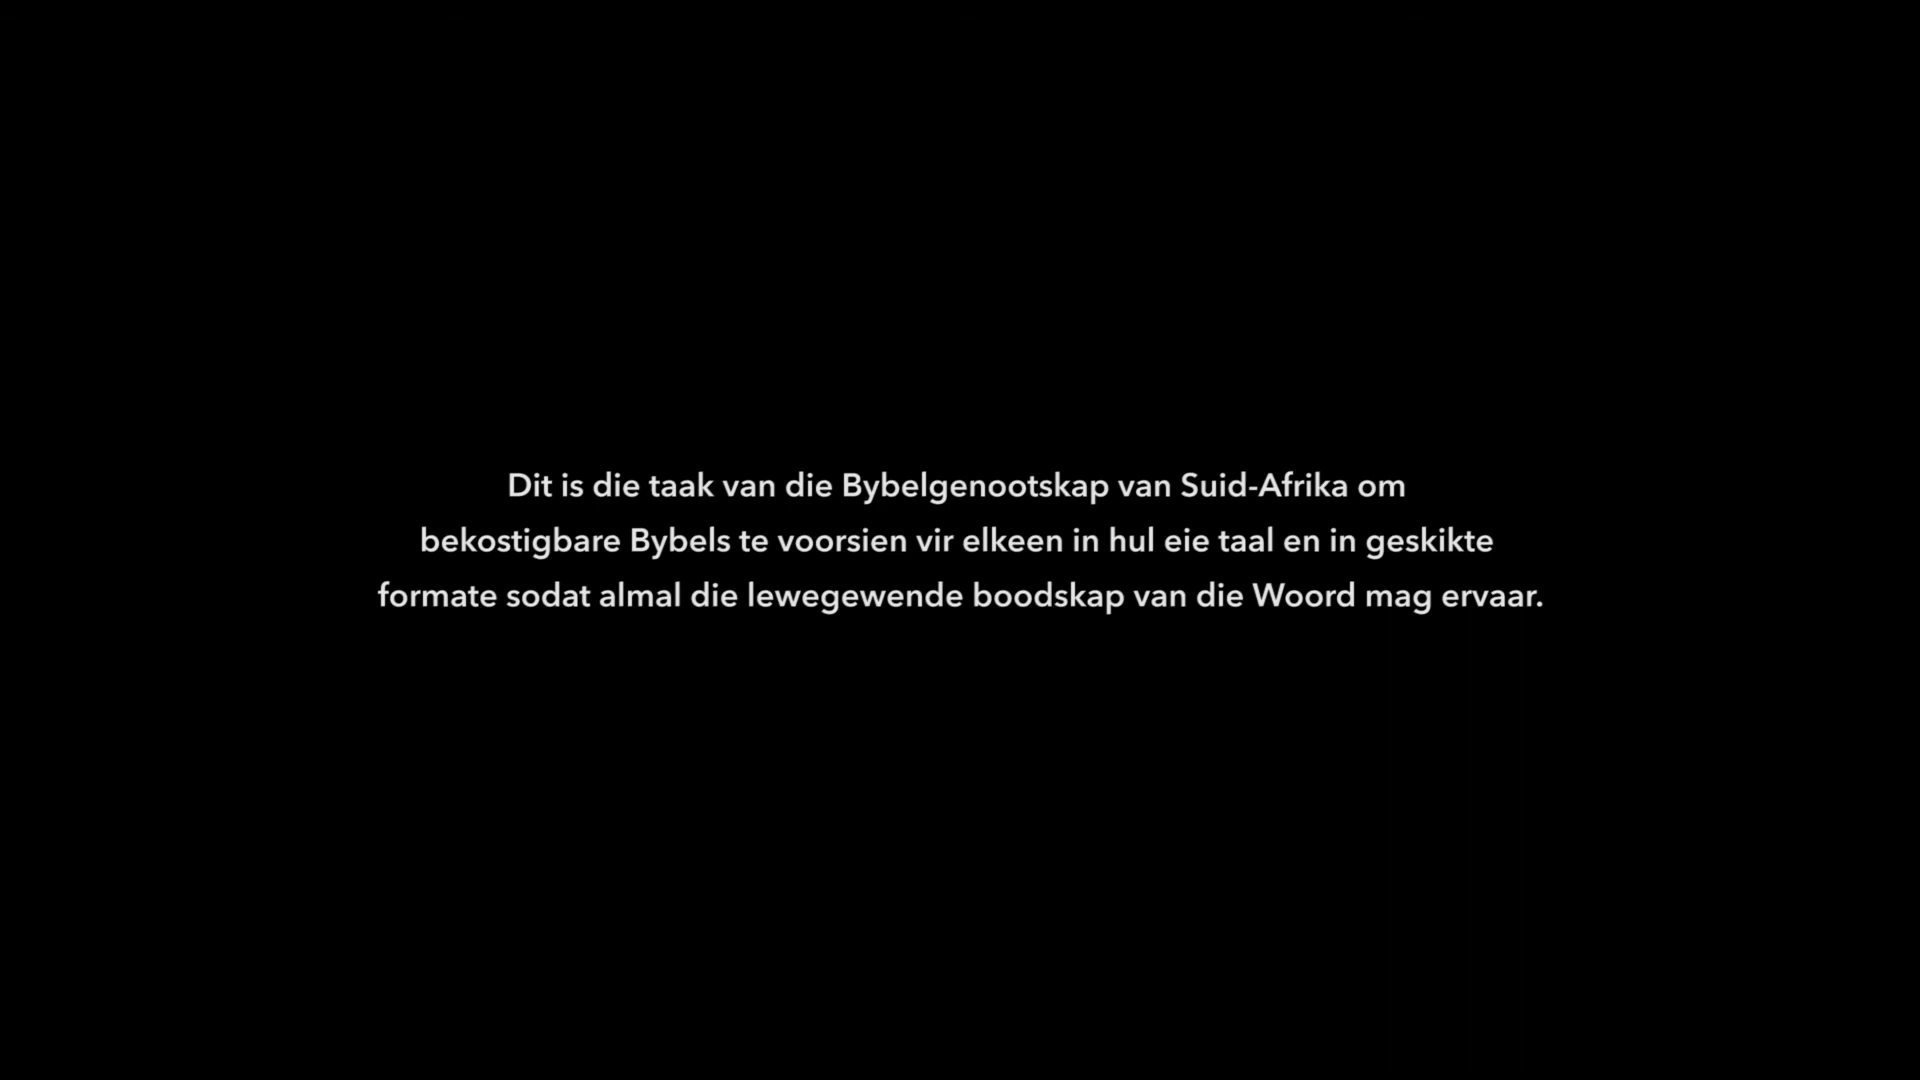 Dit is die taak van die Bybelgenootskap van Suid-Afrika om
bekostigbare Bybels te voorsien vir elkeen in hul eie taal en in geskikte
formate sodat almal die lewegewende boodskap van die Woord mag ervaar.